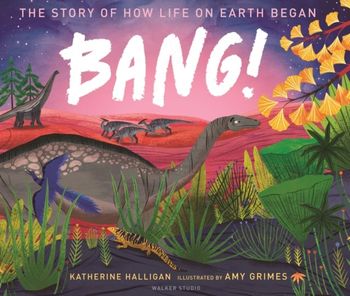 THE STORY OF HOW LIFE ON EARTH BEGAN
BANG!
KATHERINE HALLIGAN ILLUSTRATED BY AMY GRIMES
WALKER STUDIO